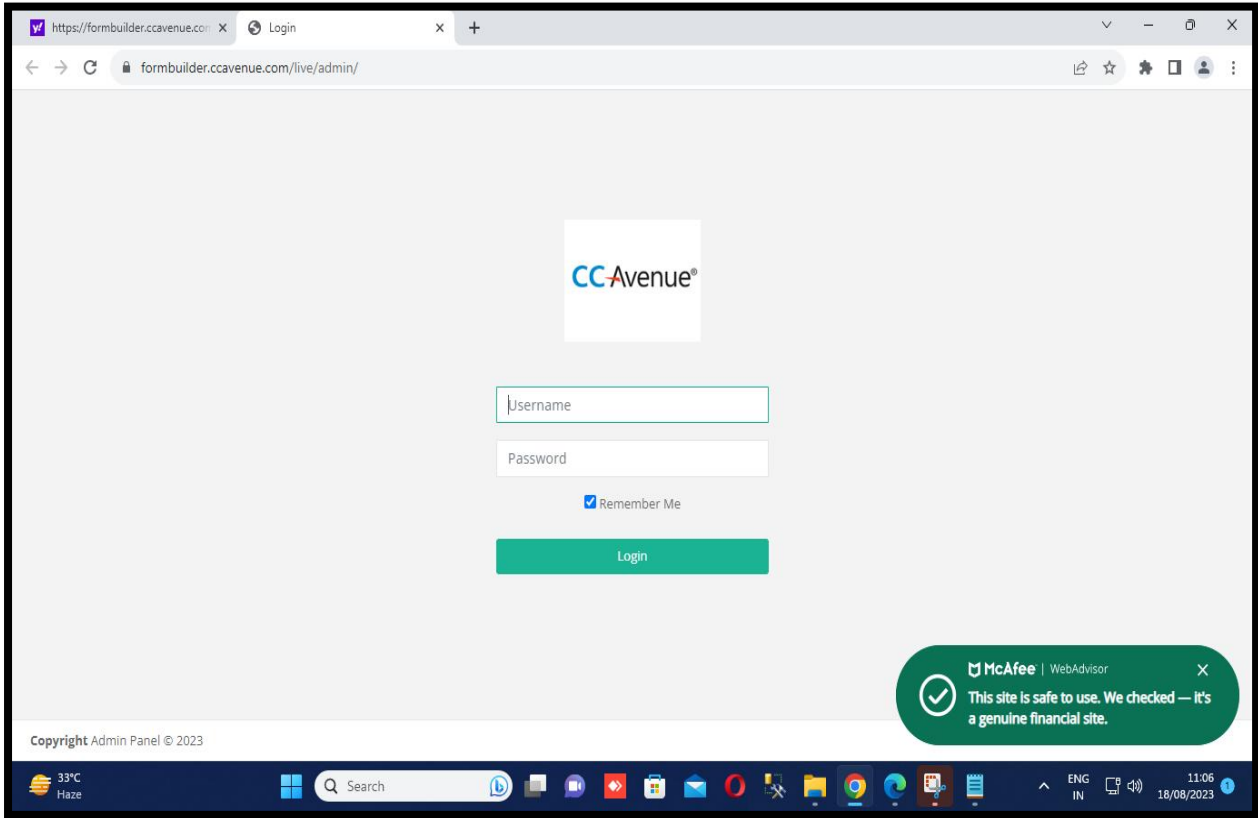 y! https://formbuilder.ccavenue.con
Login
formbuilder.ccavenue.com/live/admin/
CCAvenue®
Username
Password
Remember Me
Login
McAfee | WebAdvisor
This site is safe to use. We checked — it's
a genuine financial site.
Copyright Admin Panel © 2023
33°C
Haze
Search
ENG
IN
11:06
18/08/2023
1